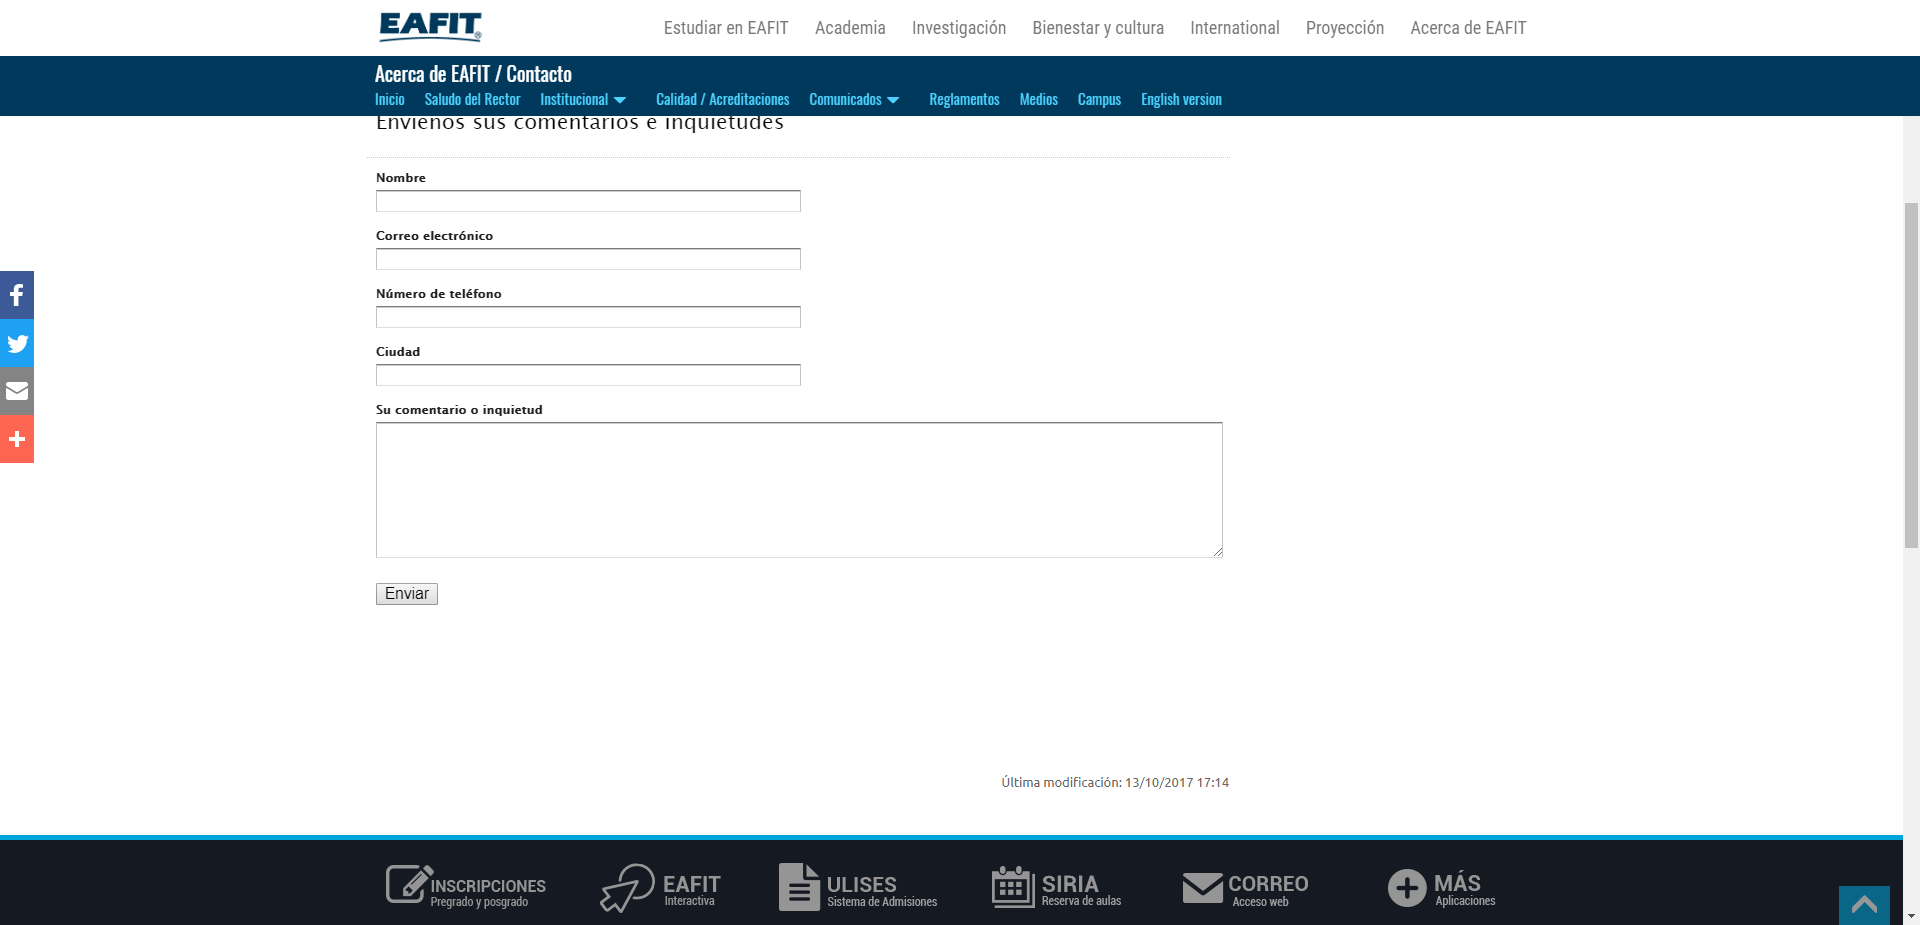 EAFIT®
Estudiar en EAFIT Academia Investigación Bienestar y cultura International Proyección Acerca de EAFIT
Acerca de EAFIT / Contacto
Inicio Saludo del Rector Institucional Calidad / Acreditaciones Comunicados Reglamentos Medios Campus English version
Envíenos sus comentarios e inquietudes
Nombre
Correo electrónico
Número de teléfono
Ciudad
Su comentario o inquietud
Enviar
Última modificación: 13/10/2017 17:14
INSCRIPCIONES
Pregrado y posgrado
EAFIT
Interactiva
ULISES
Sistema de Admisiones
SIRIA
Reserva de aulas
CORREO
Acceso web
MÁS
Aplicaciones